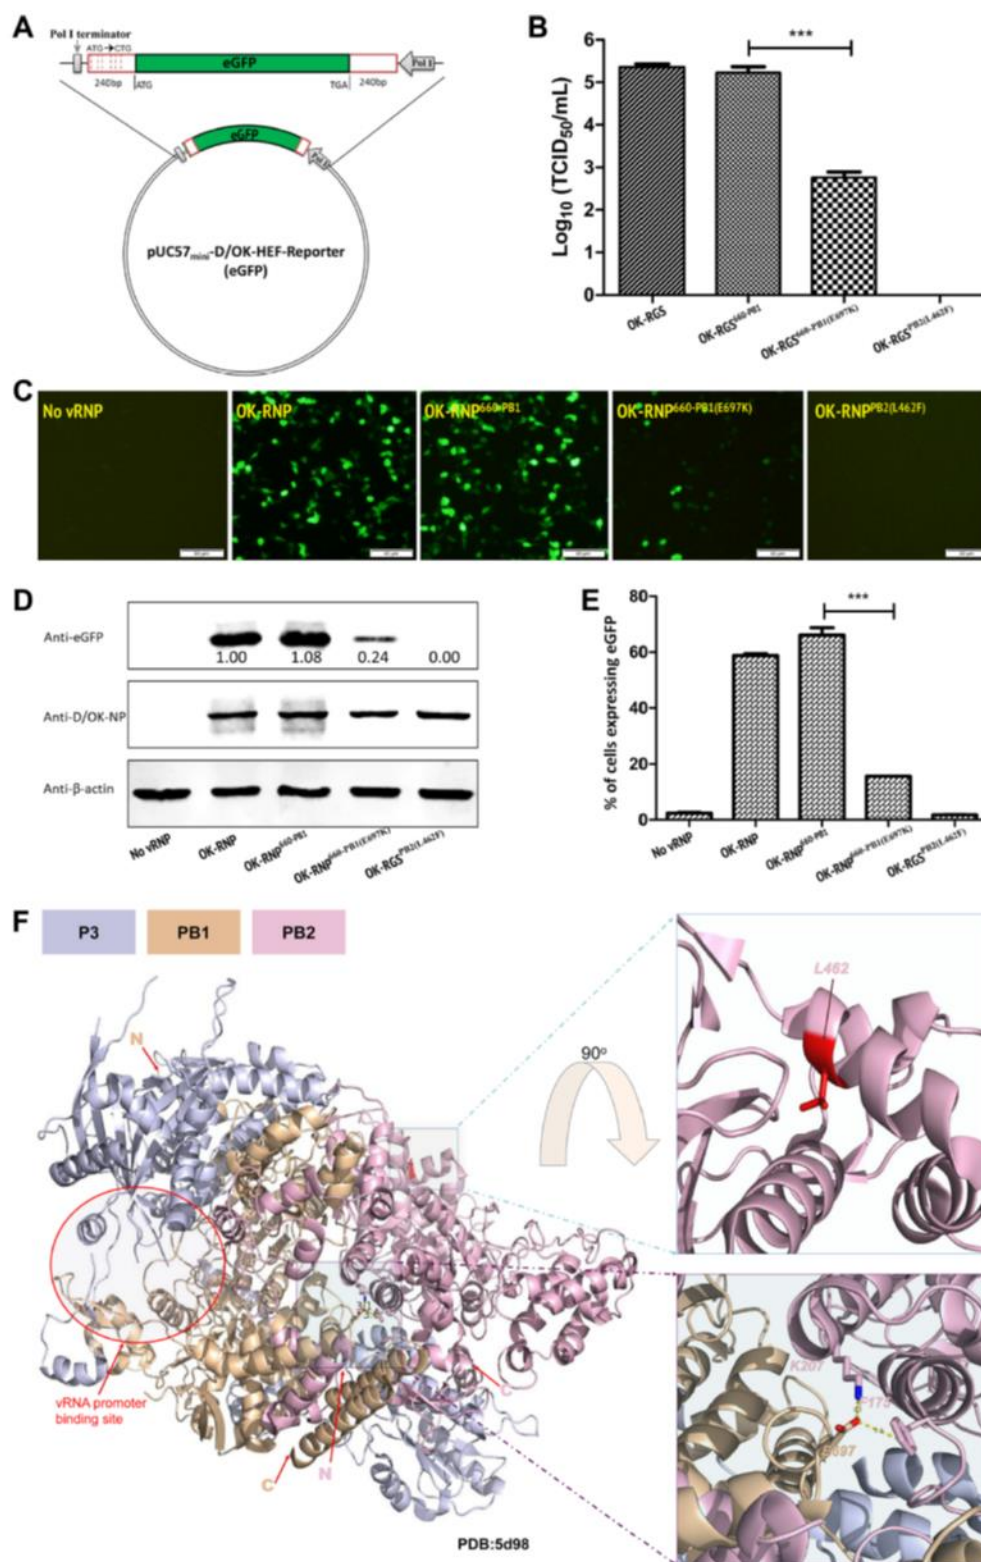 A
Pol I terminator
ATG→CTG
eGFP
Pol I
240bp
ATG
TGA
240bp
eGFP
Pol I
pUC57mini-D/OK-HEF-Reporter
(eGFP)
B
***
Log10 (TCID50/mL)
6
5
4
3
2
1
0
OK-RGS
OK-RGS660-PB1
OK-RGS660-PB1(E697K)
OK-RGSPB2(L462F)
C
No vRNP
OK-RNP
OK-RNP660-PB1
OK-RNP660-PB1(E697K)
OK-RNPPB2(L462F)
D
Anti-eGFP
1.00 1.08 0.24 0.00
Anti-D/OK-NP
Anti-β-actin
No vRNP
OK-RNP
OK-RNP660-PB1
OK-RNP660-PB1(E697K)
OK-RGSPB2(L462F)
E
***
% of cells expressing eGFP
80
60
40
20
0
No vRNP
OK-RNP
OK-RNP660-PB1
OK-RNP660-PB1(E697K)
OK-RGSPB2(L462F)
F
P3
PB1
PB2
N
L462
90º
vRNA promoter
binding site
C
N
C
K207
F175
E697
PDB:5d98